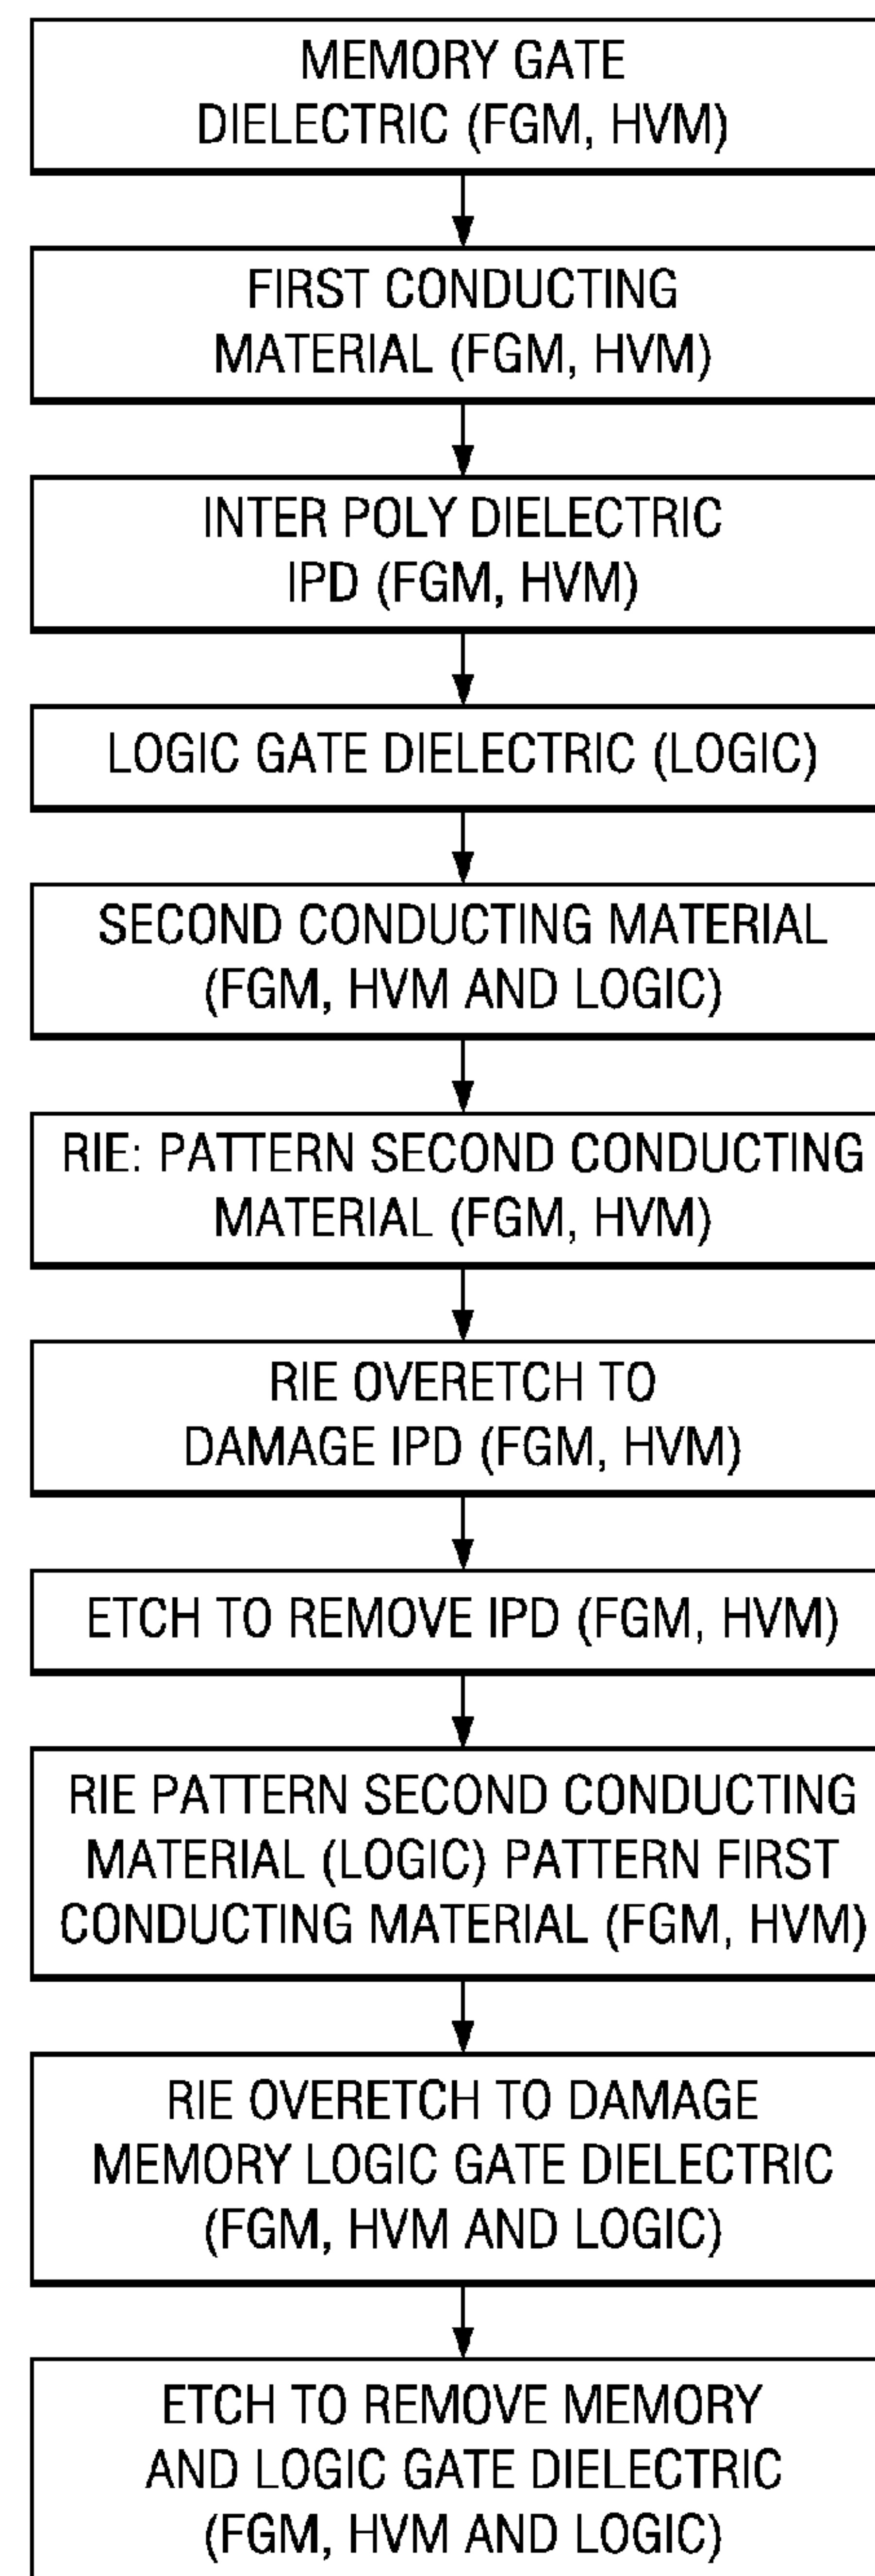 MEMORY GATE
DIELECTRIC (FGM, HVM)
FIRST CONDUCTING
MATERIAL (FGM, HVM)
INTER POLY DIELECTRIC
IPD (FGM, HVM)
LOGIC GATE DIELECTRIC (LOGIC)
SECOND CONDUCTING MATERIAL
(FGM, HVM AND LOGIC)
RIE: PATTERN SECOND CONDUCTING
MATERIAL (FGM, HVM)
RIE OVERETCH TO
DAMAGE IPD (FGM, HVM)
ETCH TO REMOVE IPD (FGM, HVM)
RIE PATTERN SECOND CONDUCTING
MATERIAL (LOGIC) PATTERN FIRST
CONDUCTING MATERIAL (FGM, HVM)
RIE OVERETCH TO DAMAGE
MEMORY LOGIC GATE DIELECTRIC
(FGM, HVM AND LOGIC)
ETCH TO REMOVE MEMORY
AND LOGIC GATE DIELECTRIC
(FGM, HVM AND LOGIC)